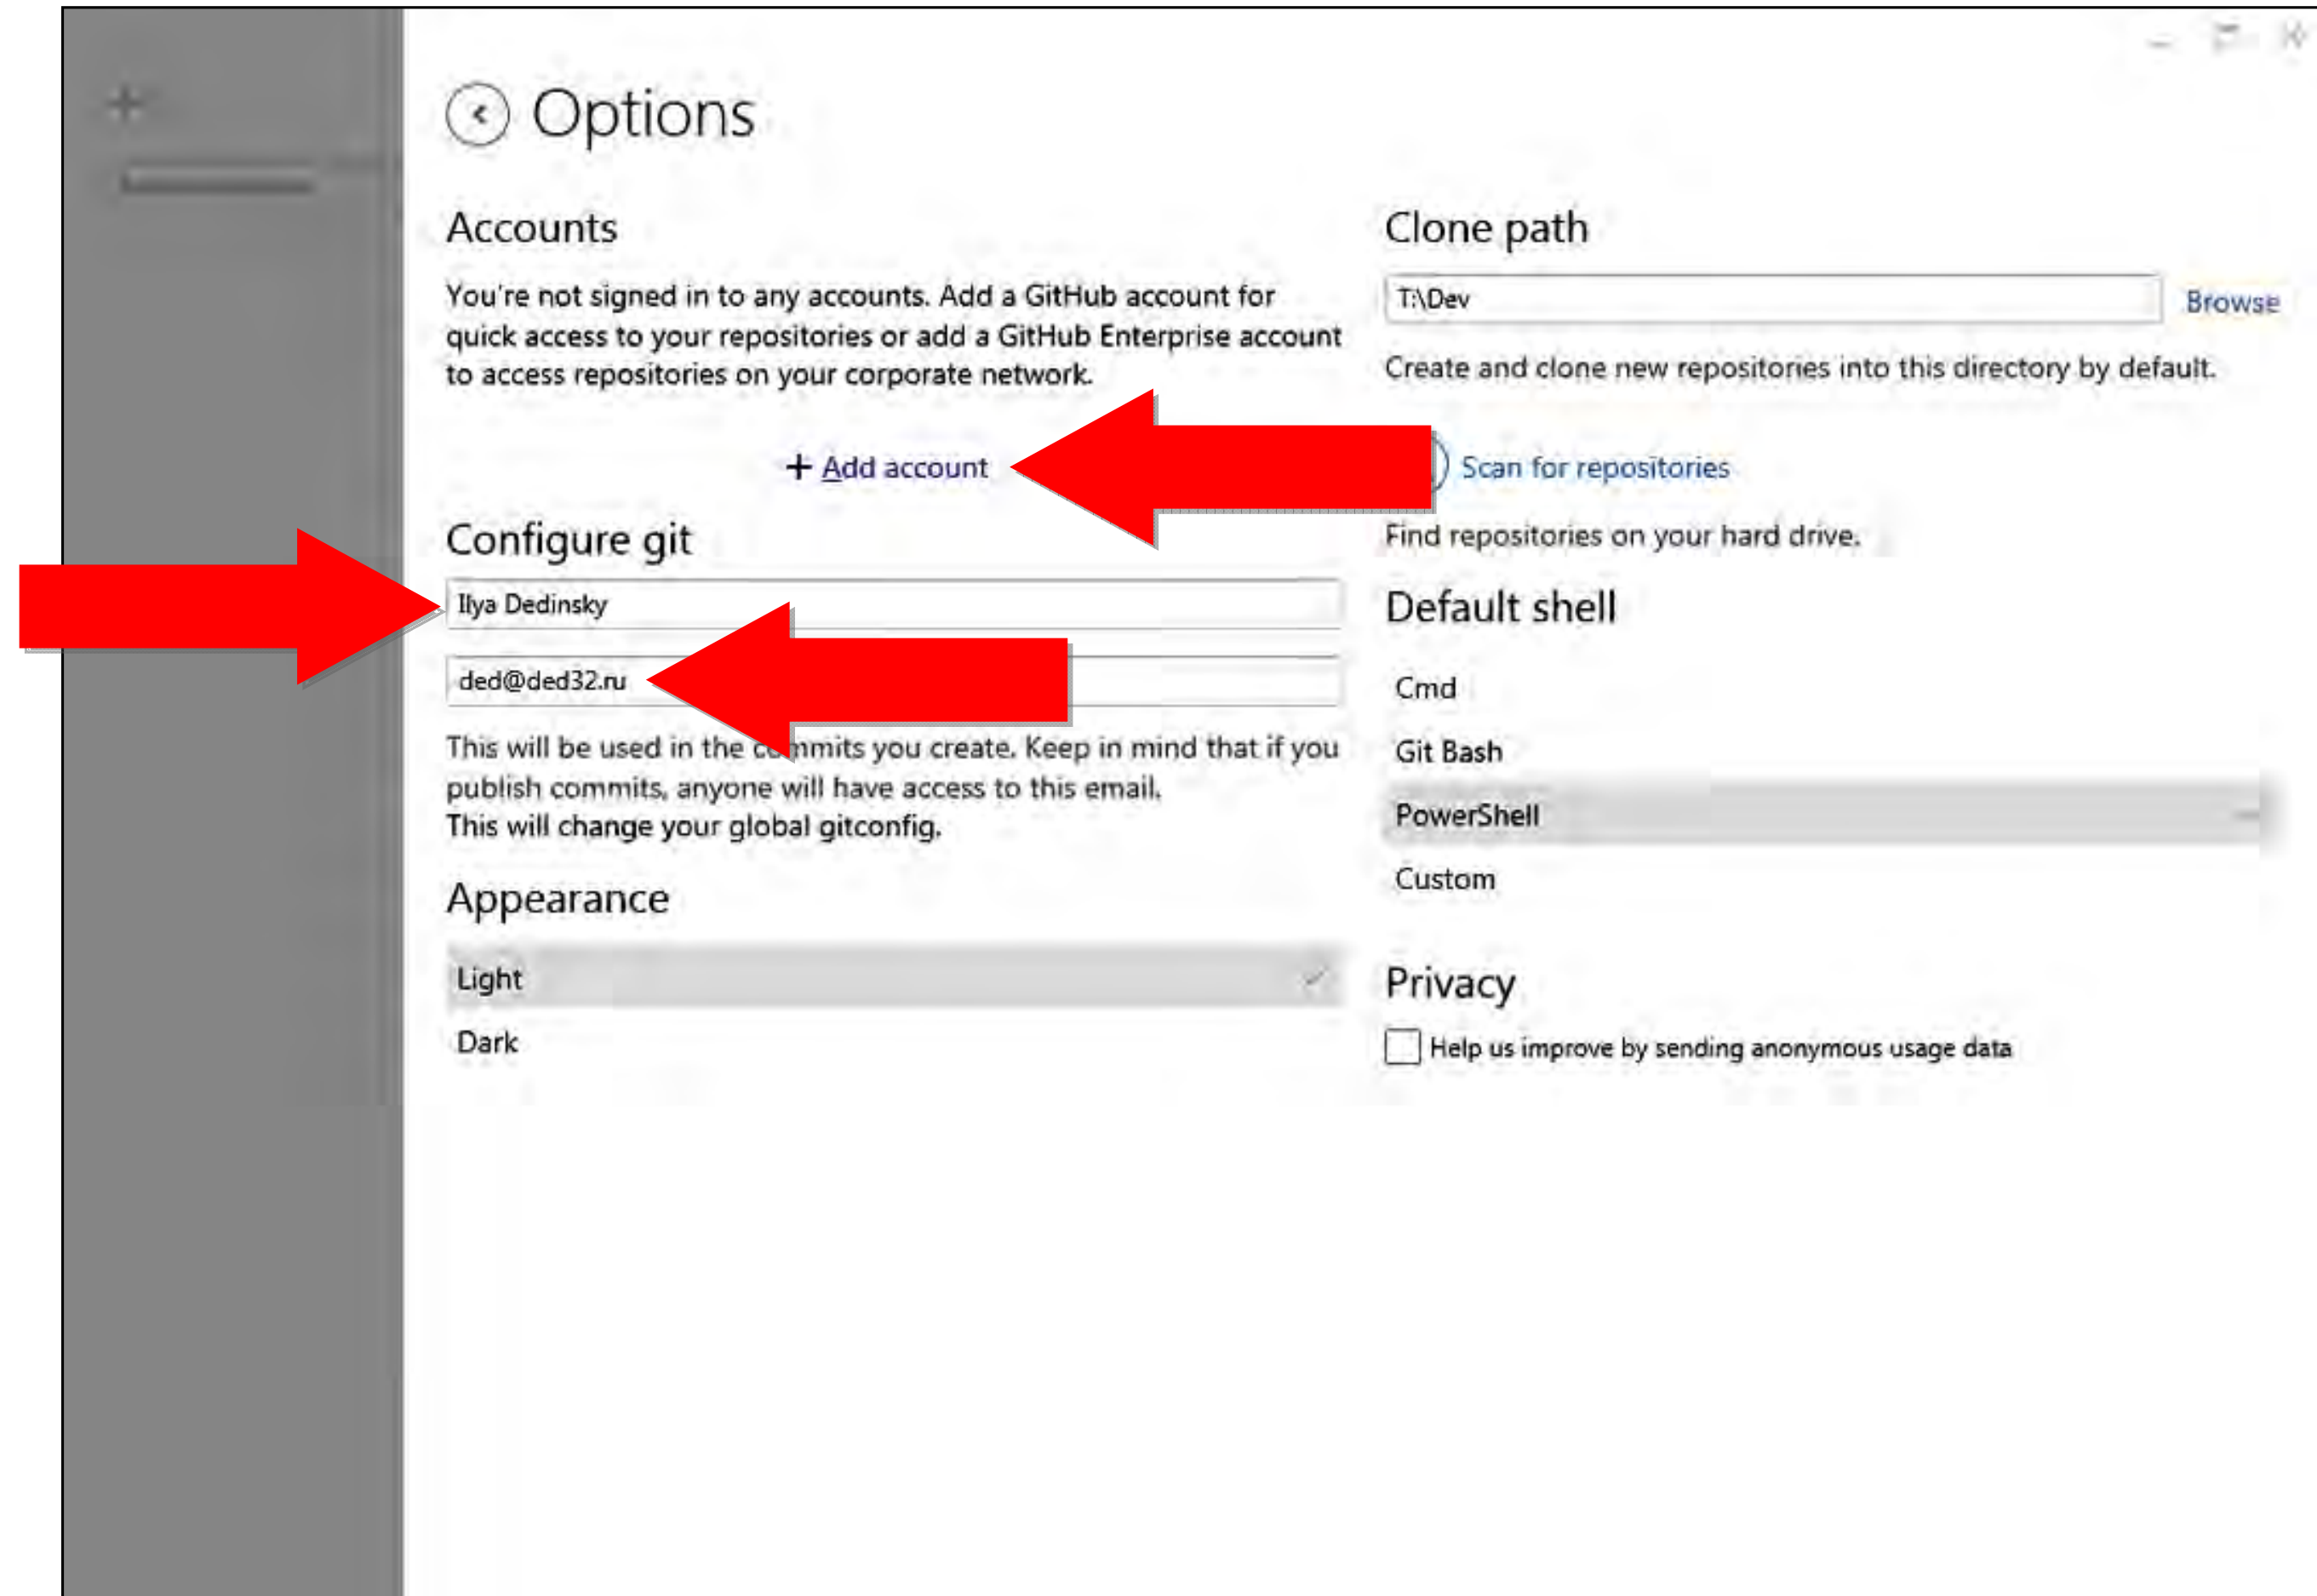 Options
Accounts
You're not signed in to any accounts. Add a GitHub account for
quick access to your repositories or add a GitHub Enterprise account
to access repositories on your corporate network.
+ Add account
Configure git
Ilya Dedinsky
ded@ded32.ru
This will be used in the commits you create. Keep in mind that if you
publish commits, anyone will have access to this email.
This will change your global gitconfig.
Appearance
Light
Dark
Clone path
T:\Dev
Browse
Create and clone new repositories into this directory by default.
Scan for repositories
Find repositories on your hard drive.
Default shell
Cmd
Git Bash
PowerShell
Custom
Privacy
Help us improve by sending anonymous usage data